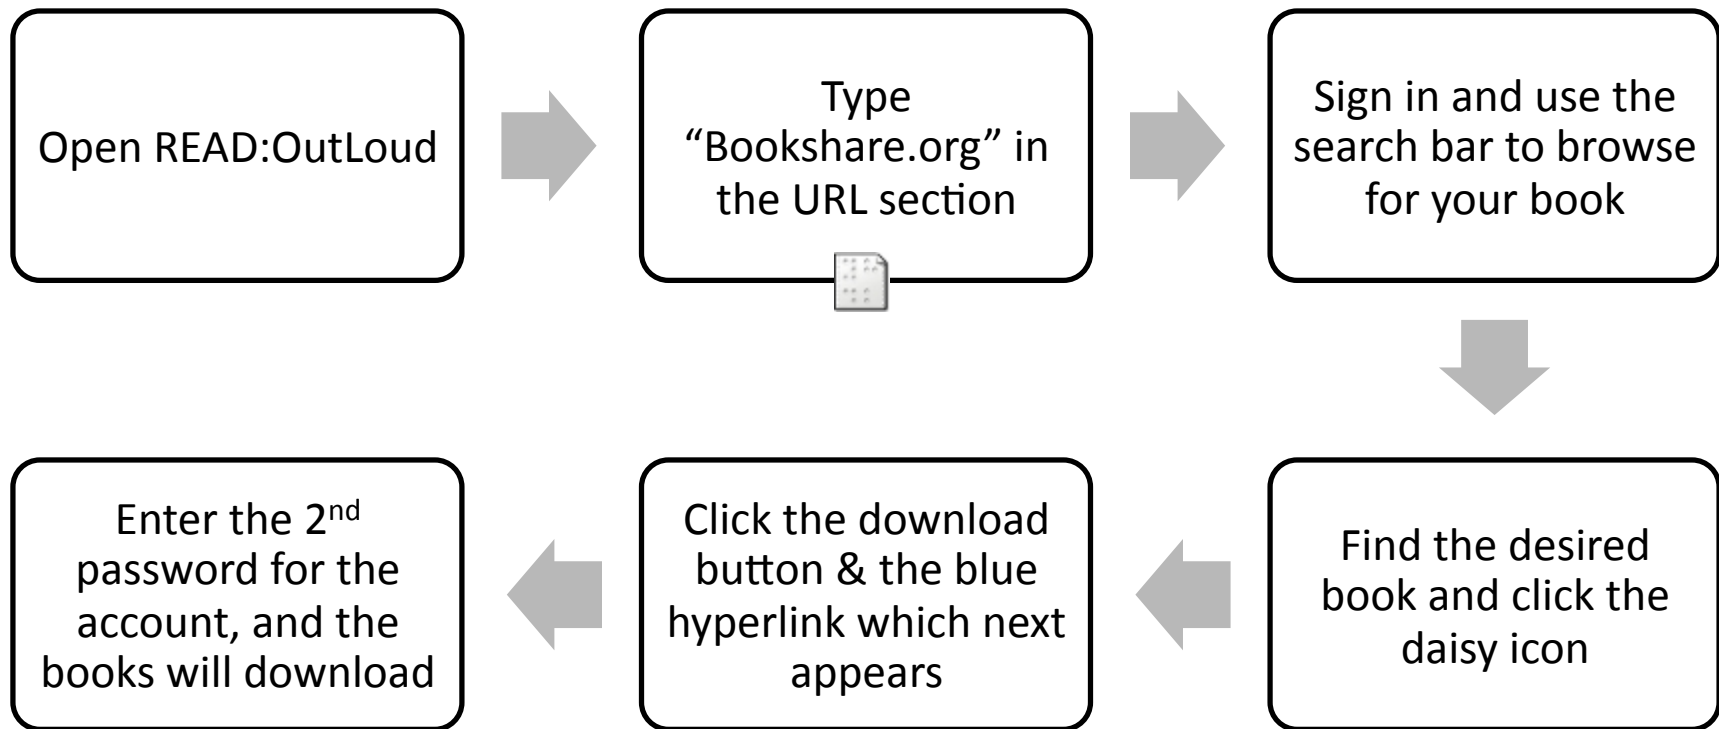 Open READ:OutLoud
Type
“Bookshare.org” in
the URL section
Sign in and use the
search bar to browse
for your book
Find the desired
book and click the
daisy icon
Click the download
button & the blue
hyperlink which next
appears
Enter the 2nd
password for the
account, and the
books will download